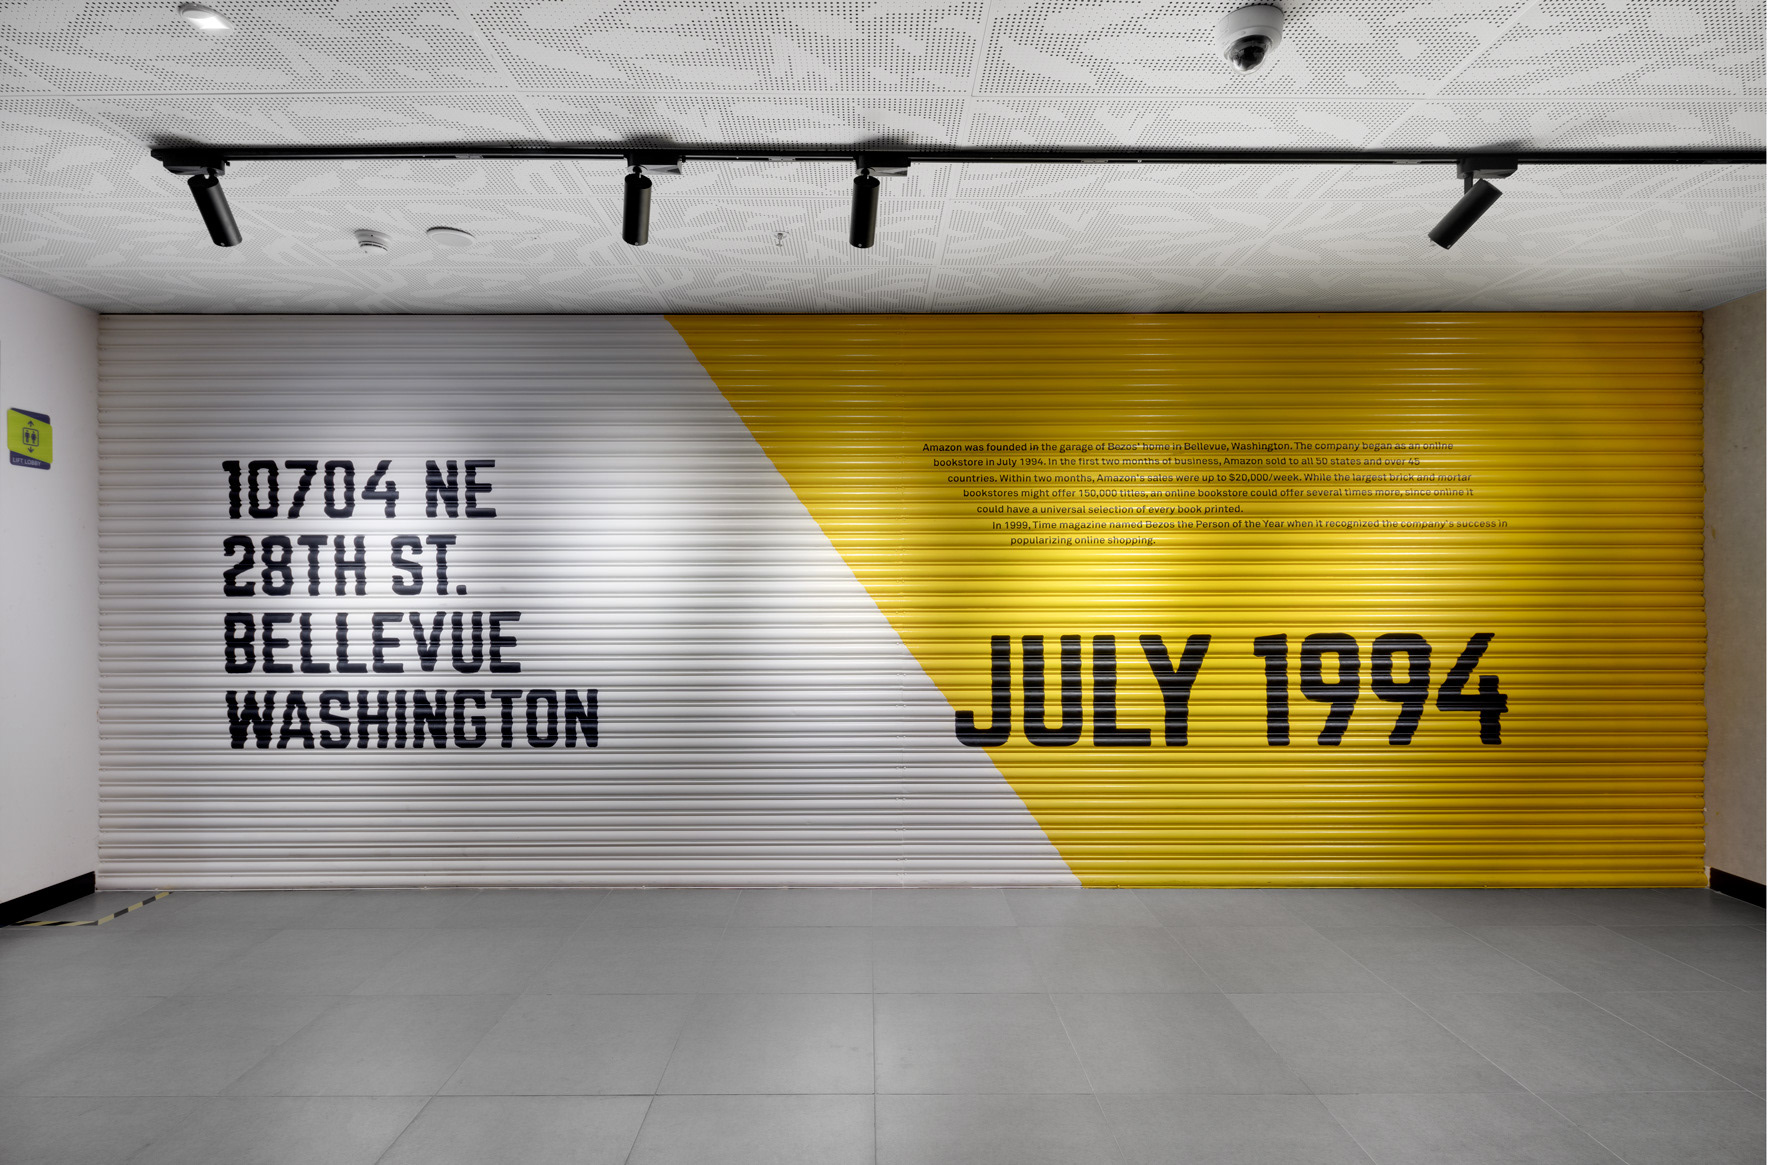 LIFT LOBBY
10704 NE
28TH ST.
BELLEVUE
WASHINGTON
Amazon was founded in the garage of Bezos' home in Bellevue, Washington. The company began as an online
bookstore in July 1994. In the first two months of business, Amazon sold to all 50 states and over 45
countries. Within two months, Amazon's sales were up to $20,000/week. While the largest brick and mortar
bookstores might offer 150,000 titles, an online bookstore could offer several times more, since online it
could have a universal selection of every book printed.
In 1999, Time magazine named Bezos the Person of the Year when it recognized the company's success in
popularizing online shopping.
JULY 1994